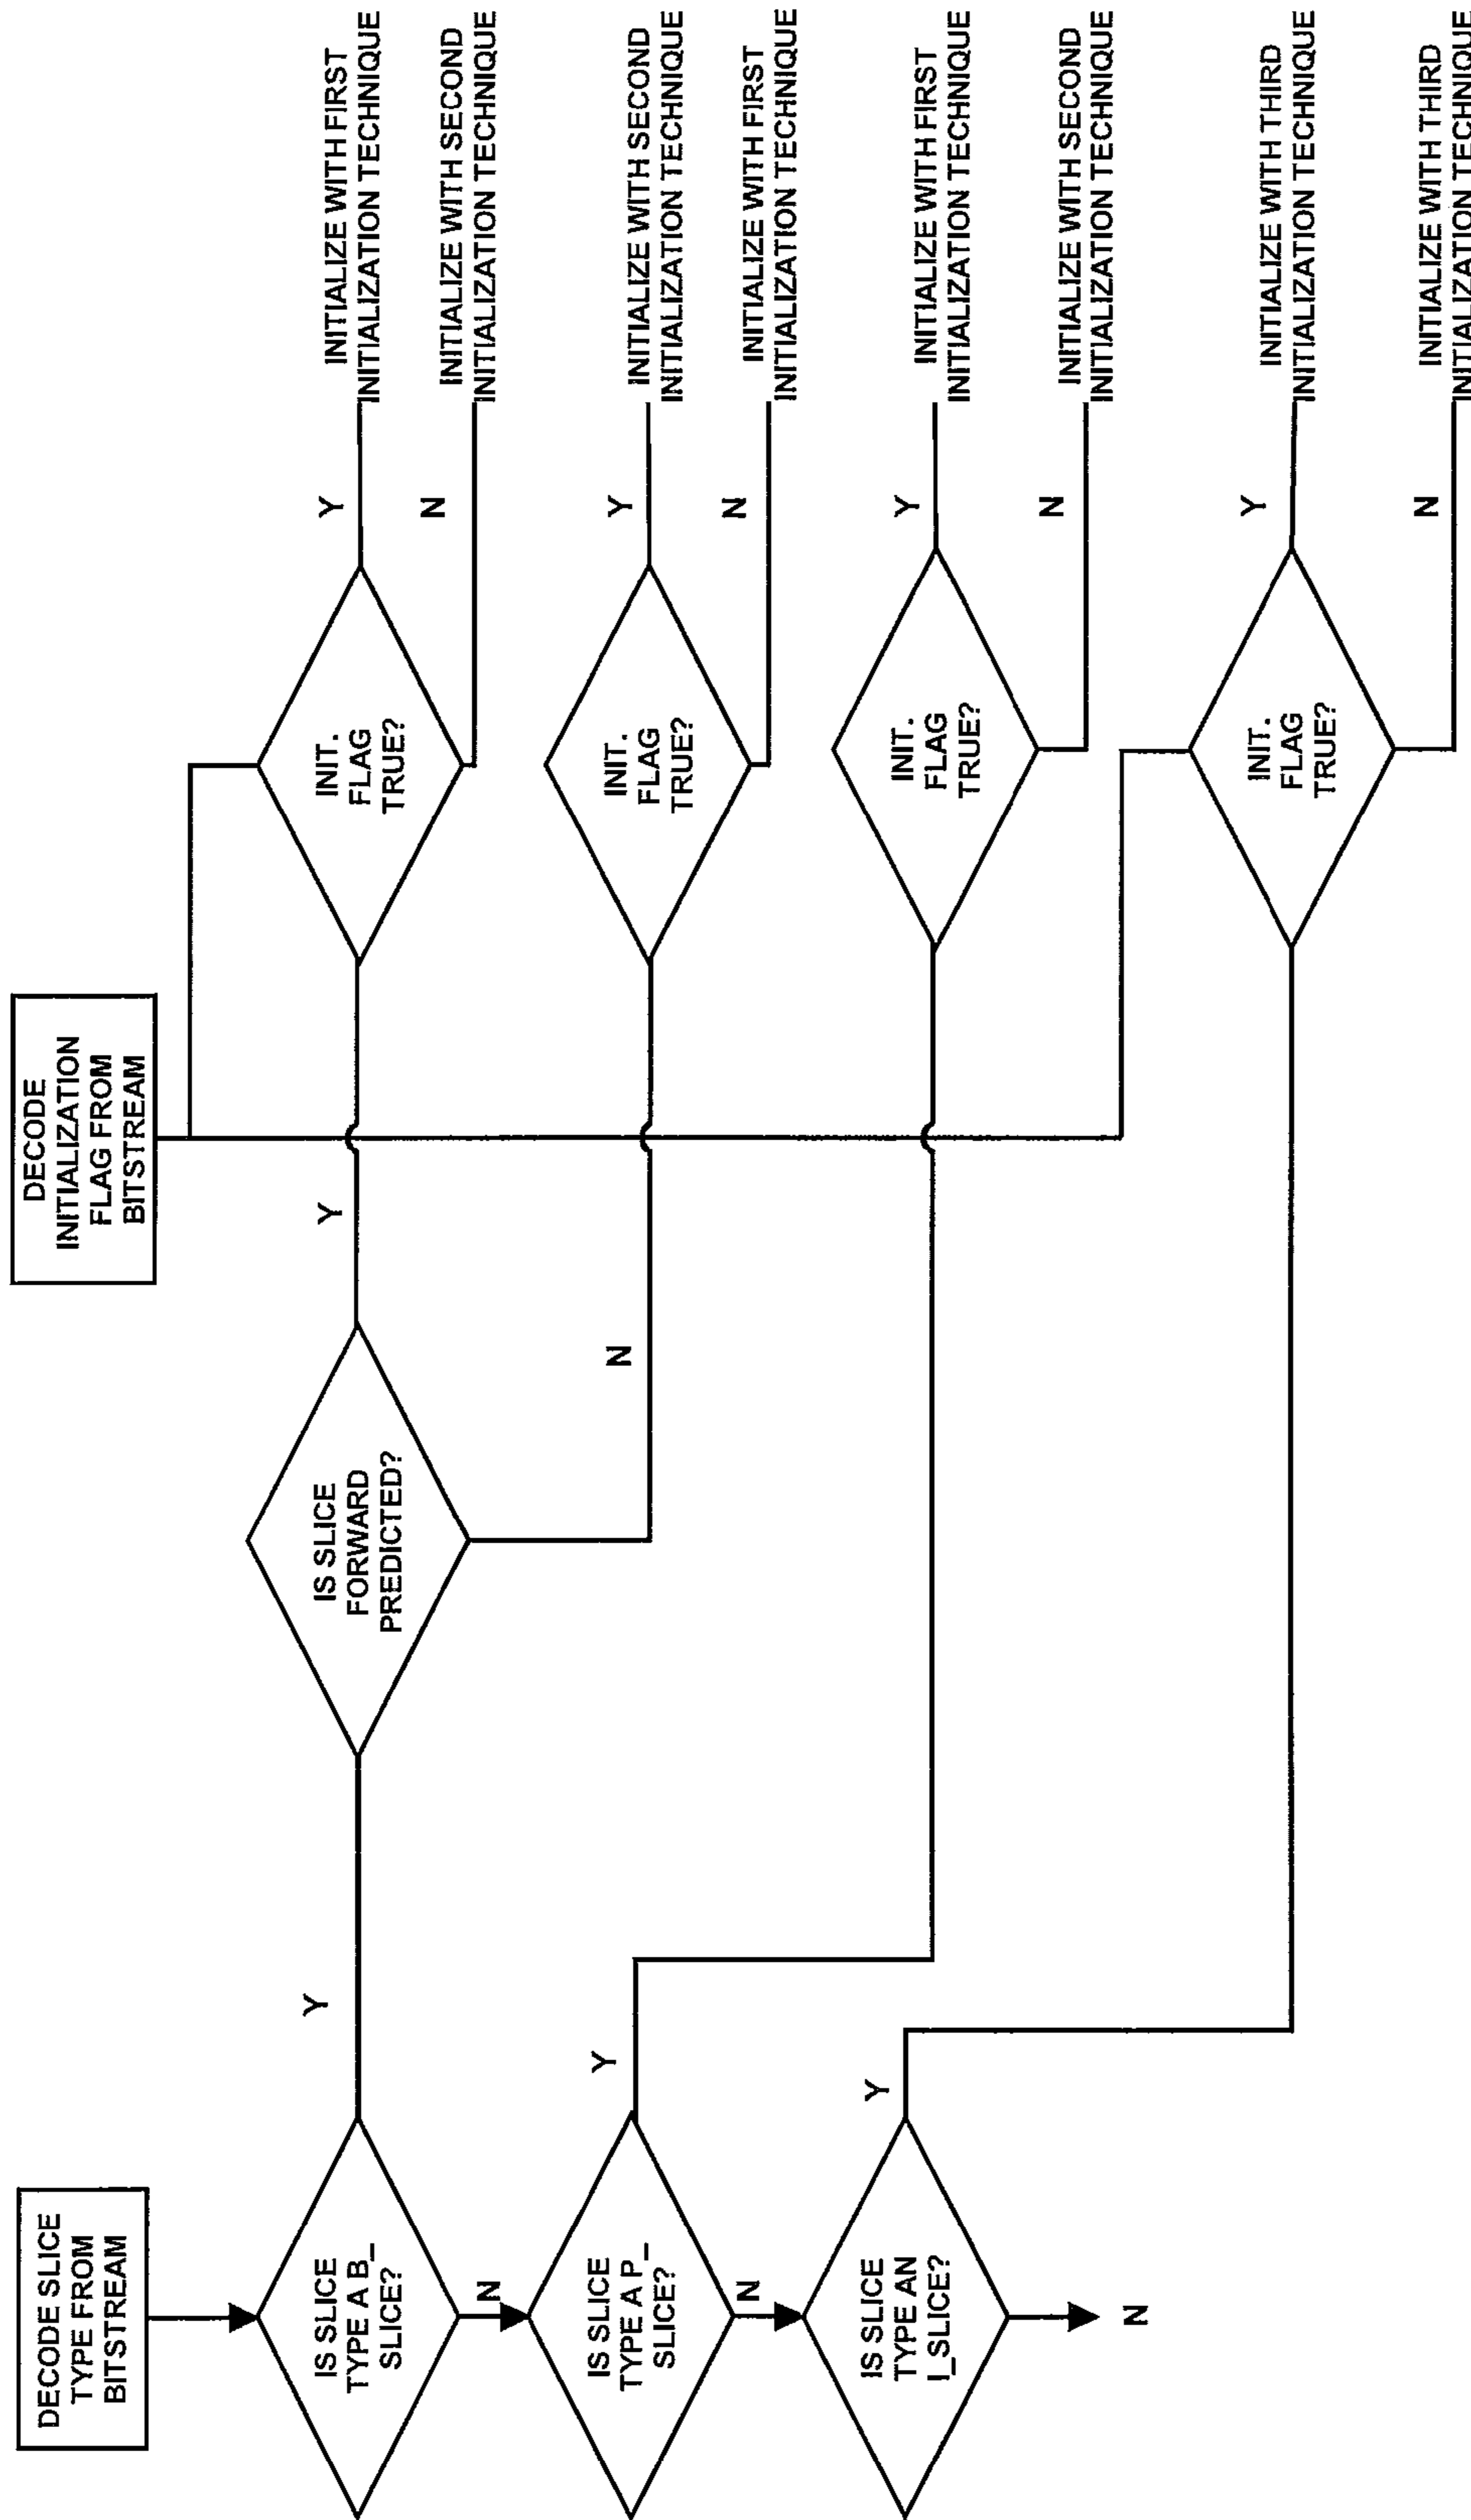 DECODE SLICE
TYPE FROM
BITSTREAM
DECODE
INITIALIZATION
FLAG FROM
BITSTREAM
IS SLICE
TYPE A B_
SLICE?
Y
IS SLICE
FORWARD
PREDICTED?
Y
INIT.
FLAG
TRUE?
Y
INITIALIZE WITH FIRST
INITIALIZATION TECHNIQUE
N
INITIALIZE WITH SECOND
INITIALIZATION TECHNIQUE
N
IS SLICE
TYPE A P_
SLICE?
Y
N
INIT.
FLAG
TRUE?
Y
INITIALIZE WITH SECOND
INITIALIZATION TECHNIQUE
N
INITIALIZE WITH FIRST
INITIALIZATION TECHNIQUE
N
IS SLICE
TYPE AN
I_SLICE?
Y
INIT.
FLAG
TRUE?
Y
INITIALIZE WITH FIRST
INITIALIZATION TECHNIQUE
N
INITIALIZE WITH SECOND
INITIALIZATION TECHNIQUE
N
INIT.
FLAG
TRUE?
Y
INITIALIZE WITH THIRD
INITIALIZATION TECHNIQUE
N
INITIALIZE WITH THIRD
INITIALIZATION TECHNIQUE